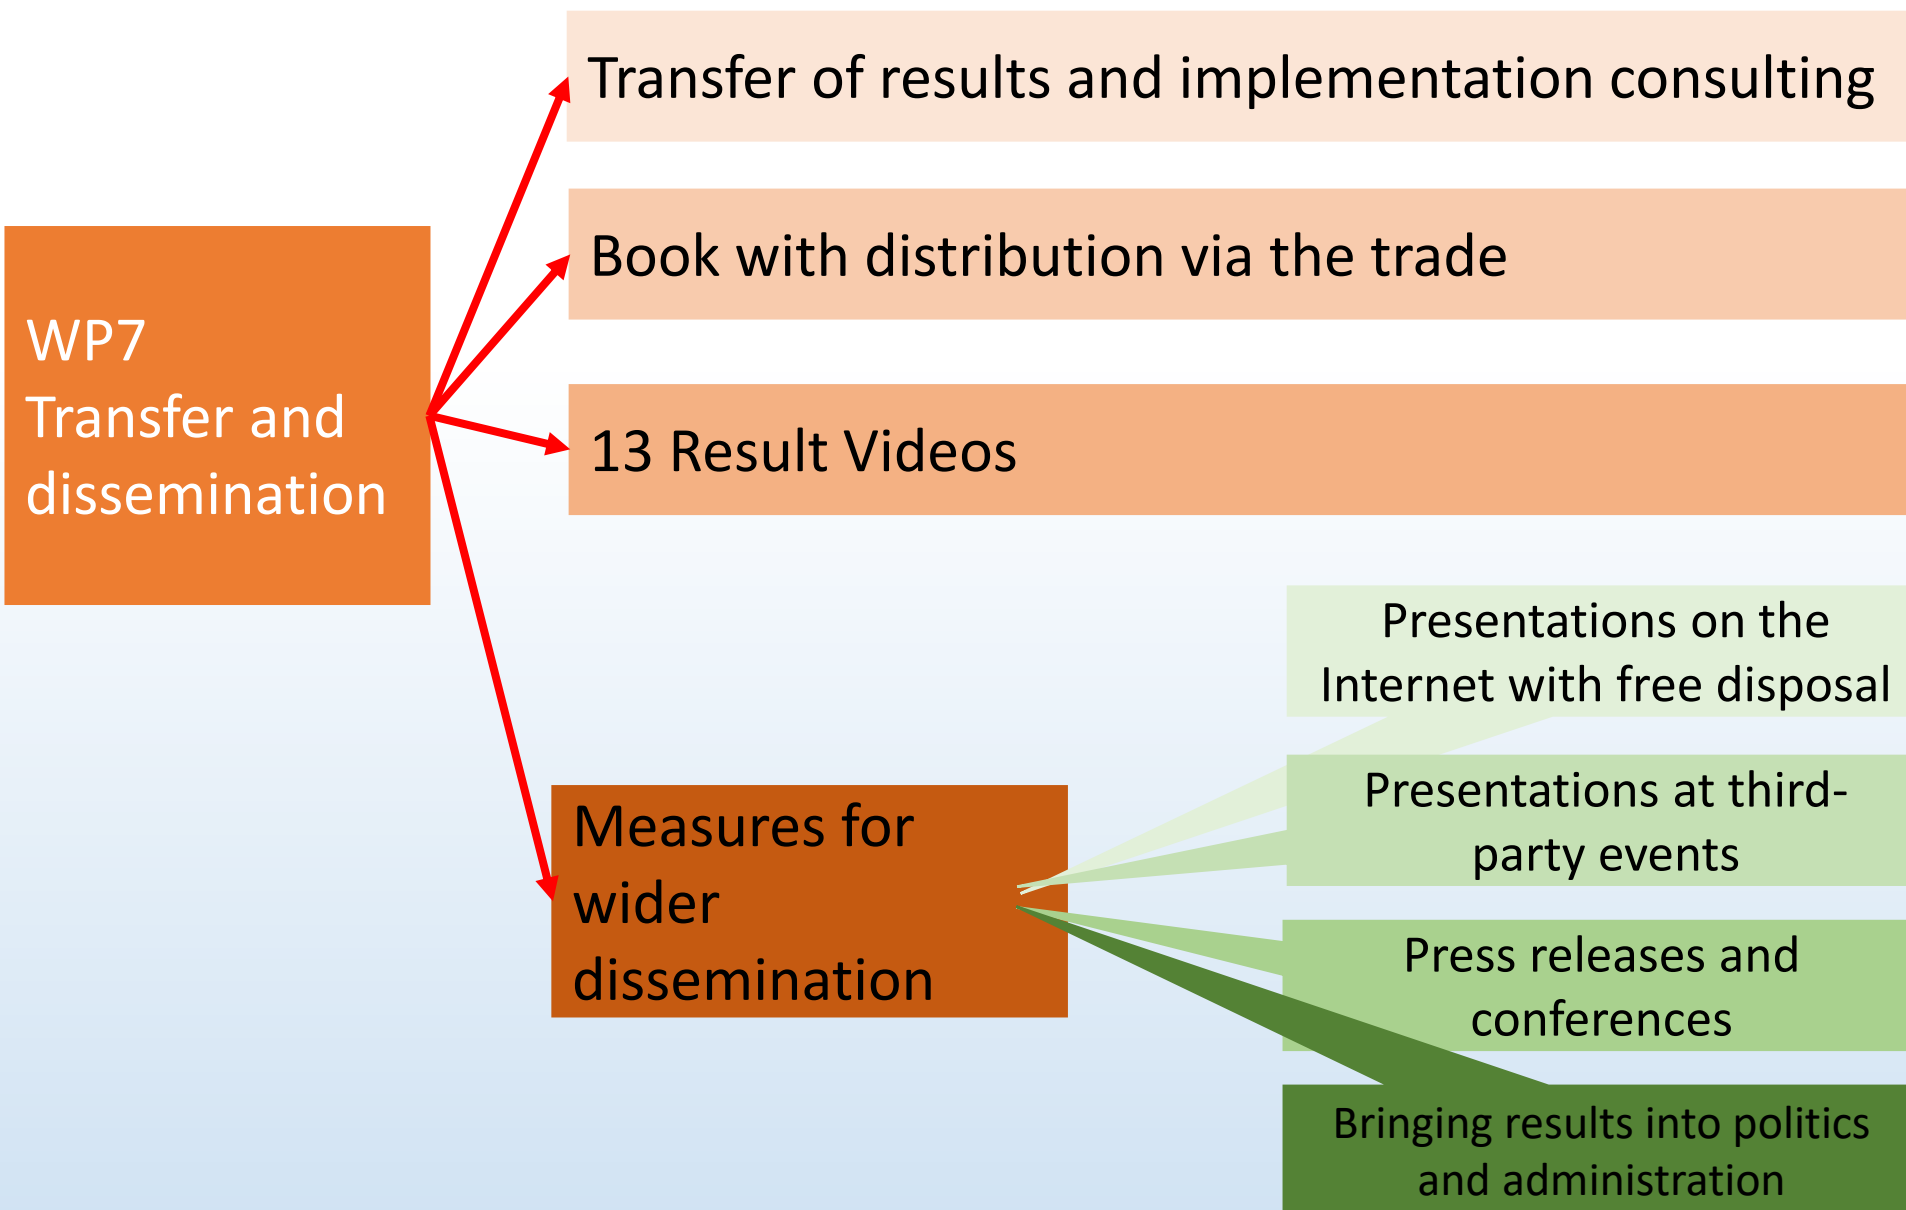 Transfer of results and implementation consulting
Book with distribution via the trade
WP7
Transfer and
dissemination
13 Result Videos
Measures for
wider
dissemination
Presentations on the
Internet with free disposal
Presentations at third-
party events
Press releases and
conferences
Bringing results into politics
and administration